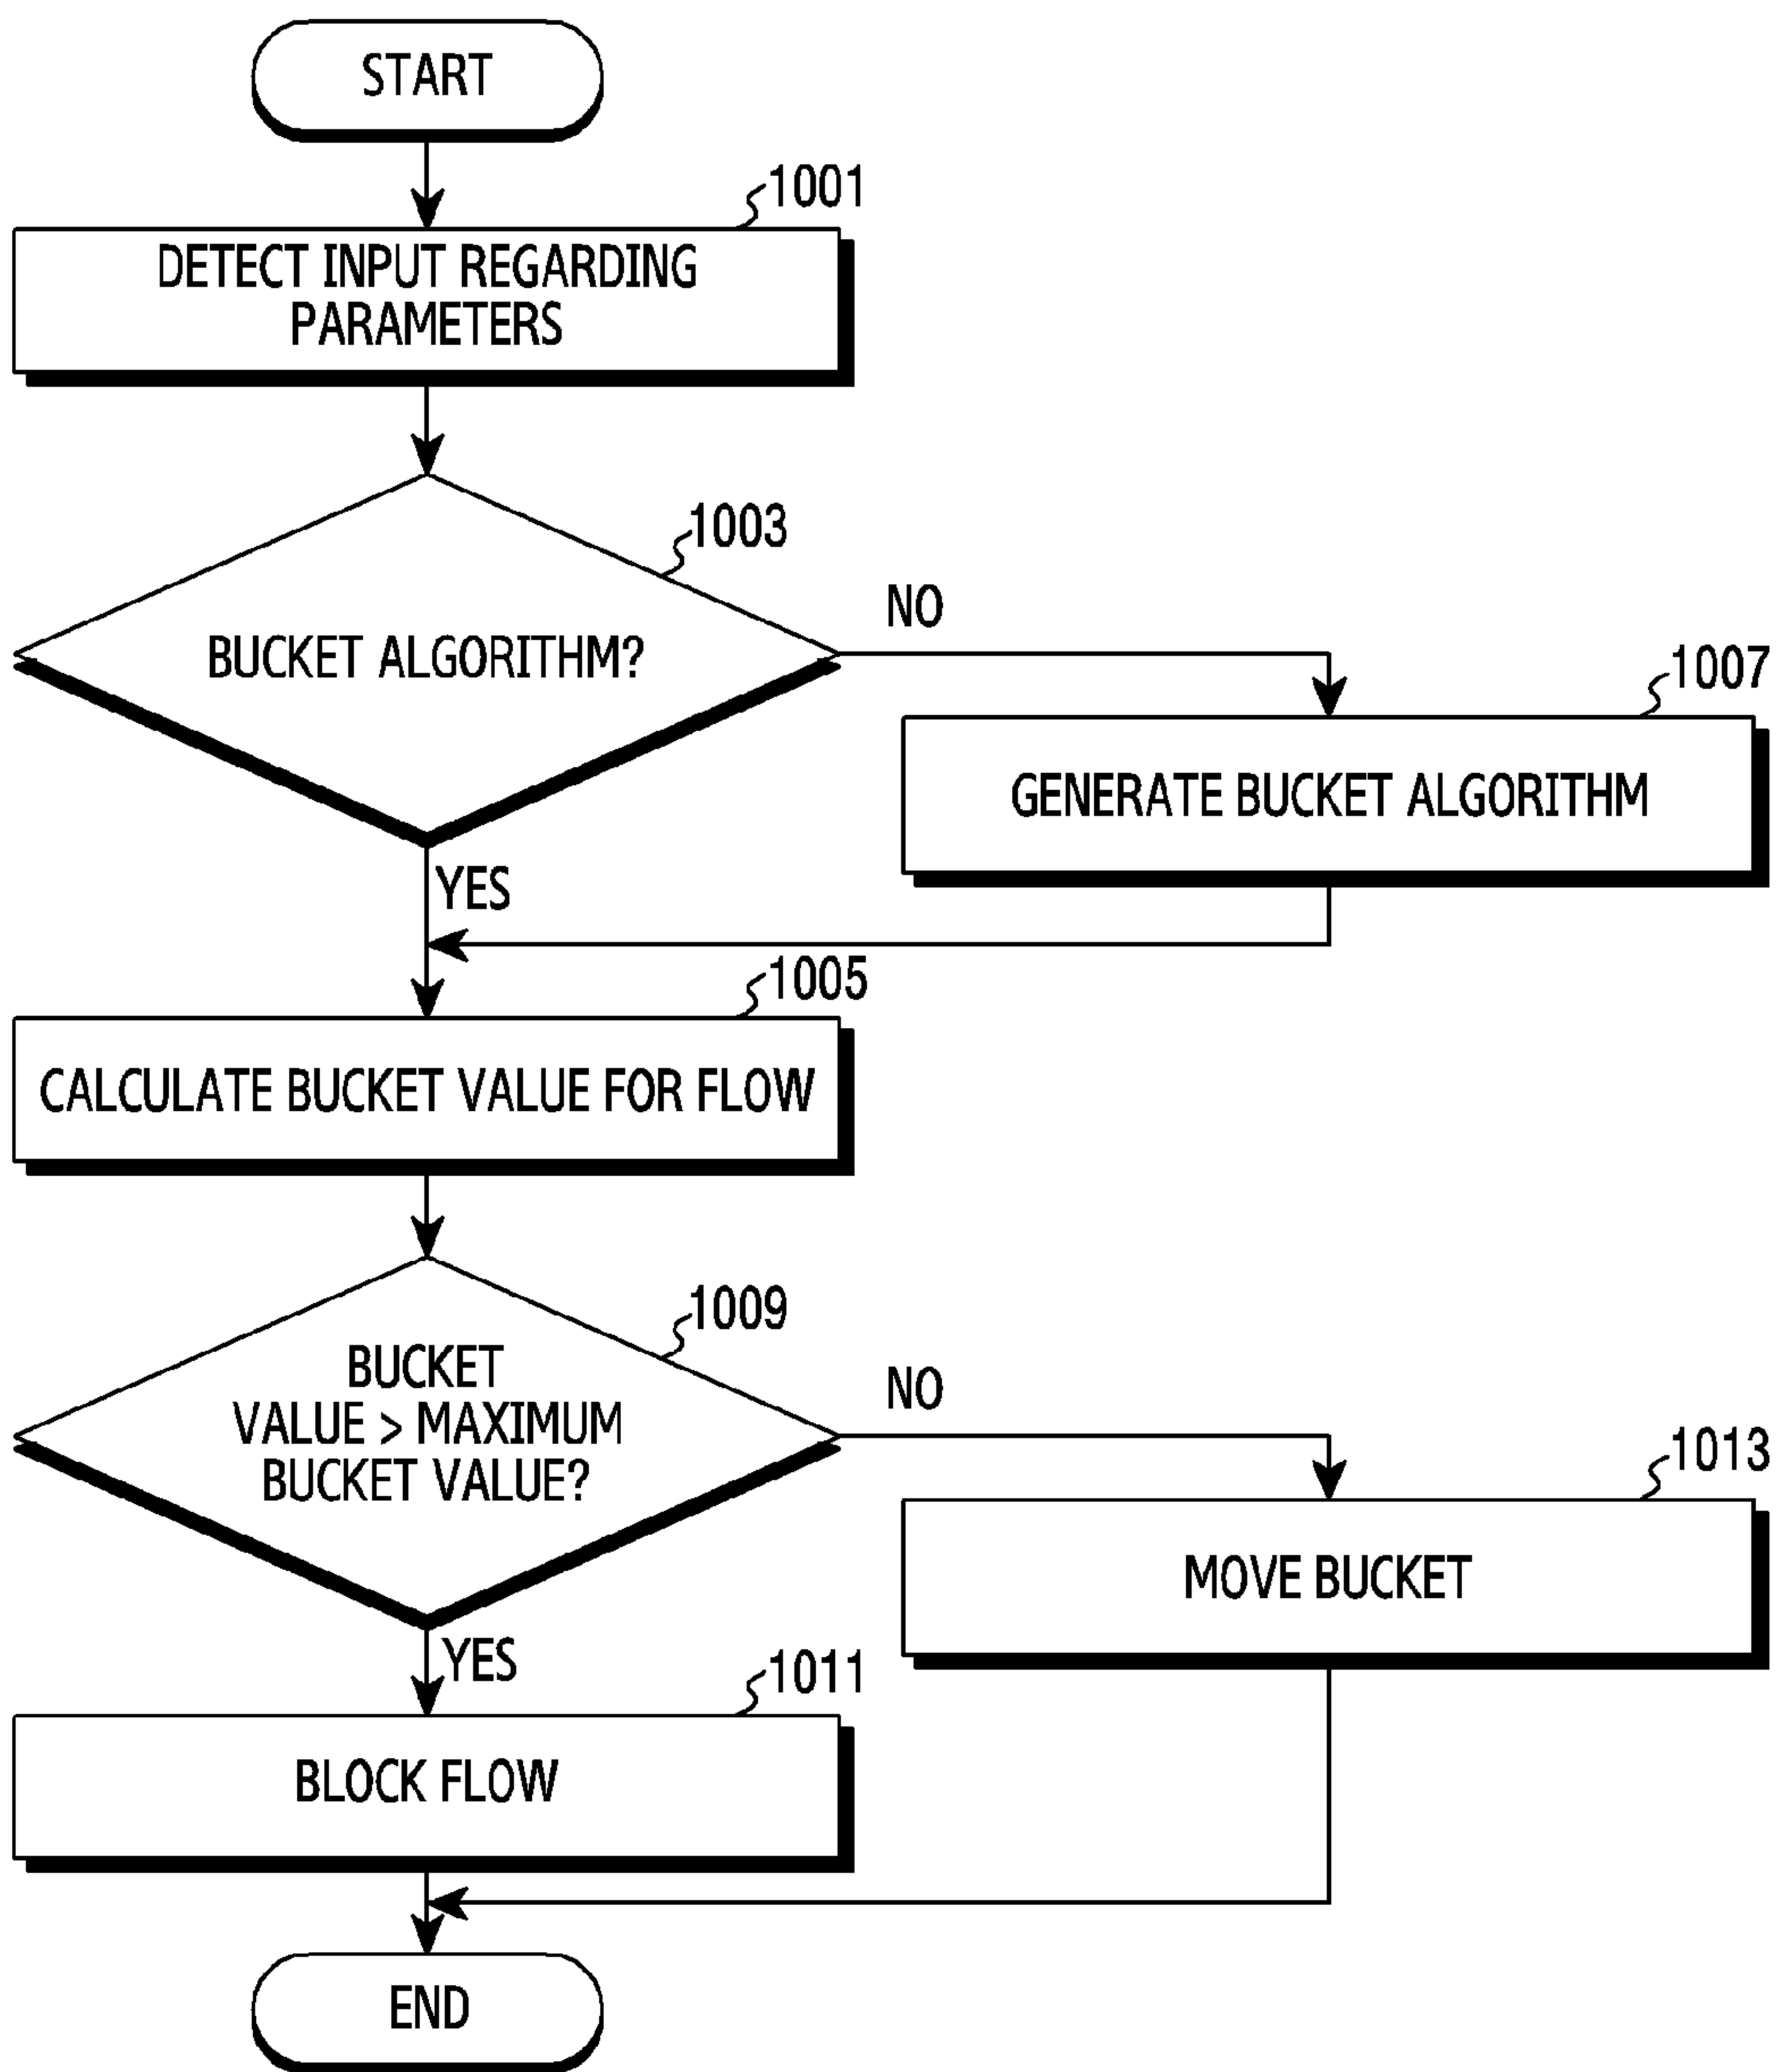 START
1001
DETECT INPUT REGARDING
PARAMETERS
1003
BUCKET ALGORITHM?
NO
1007
GENERATE BUCKET ALGORITHM
YES
1005
CALCULATE BUCKET VALUE FOR FLOW
1009
BUCKET
VALUE > MAXIMUM
BUCKET VALUE?
NO
1013
MOVE BUCKET
YES
1011
BLOCK FLOW
END